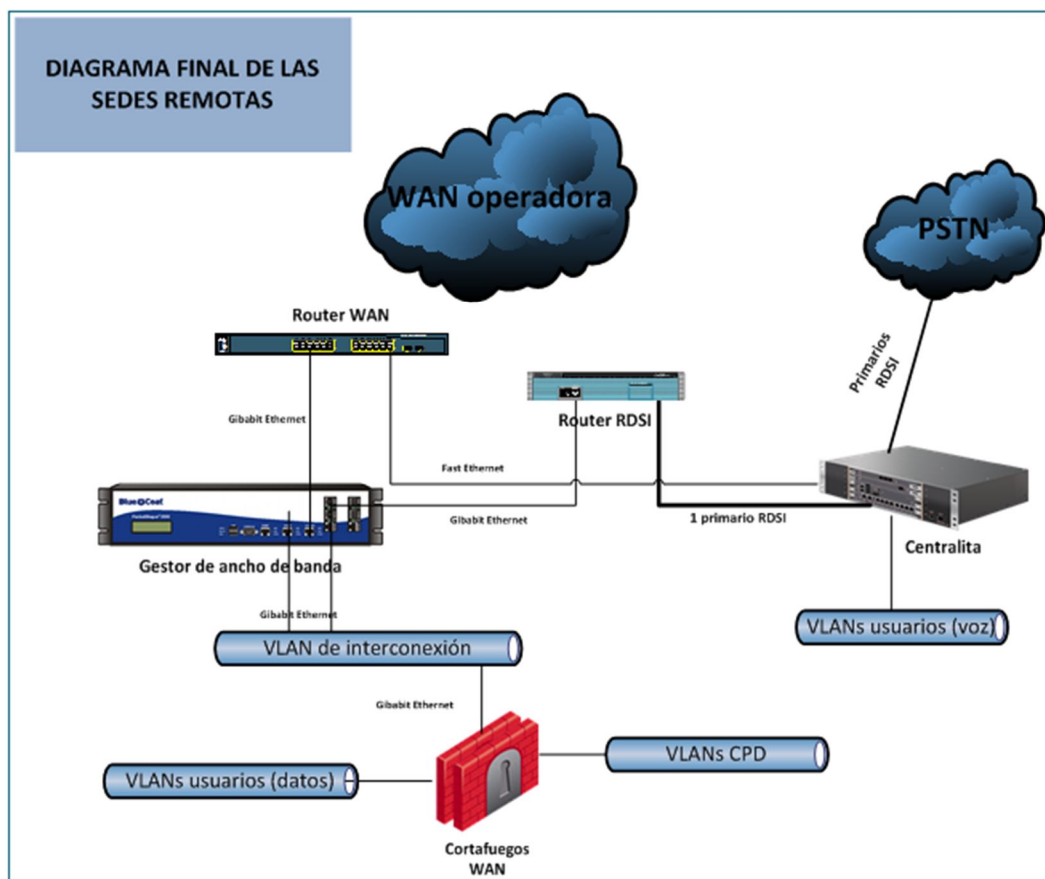 DIAGRAMA FINAL DE LAS
SEDES REMOTAS
WAN operadora
PSTN
Router WAN
Primarios
RDSI
Router RDSI
Gibabit Ethernet
Fast Ethernet
Blue Coat
Gibabit Ethernet
1 primario RDSI
Centralita
Gestor de ancho de banda
Gibabit Ethernet
VLANs usuarios (voz)
VLAN de interconexión
Gibabit Ethernet
VLANs CPD
VLANs usuarios (datos)
Cortafuegos
WAN